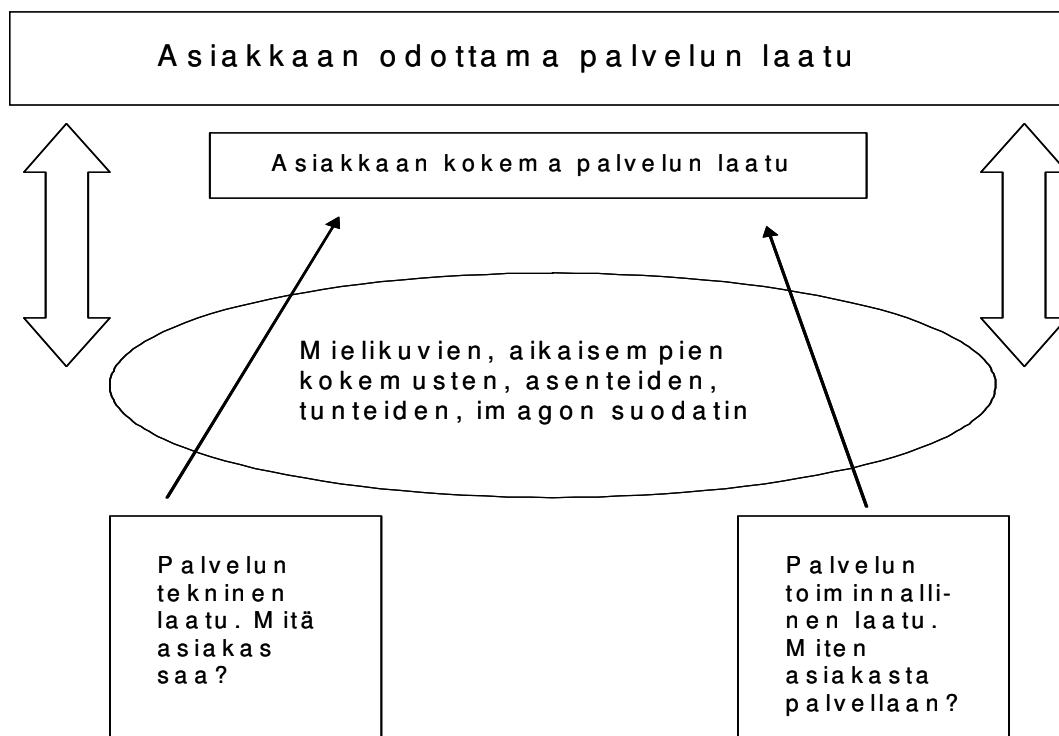 Asiakkaan odottama palvelun laatu
Asiakkaan kokema palvelun laatu
Mielikuvien, aikaisempien
kokemusten, asenteiden,
tunteiden, imagon suodatin
Palvelun
tekninen
laatu. Mitä
asiakas
saa?
Palvelun
toiminnalli-
nen laatu.
Miten
asiakasta
palvellaan?